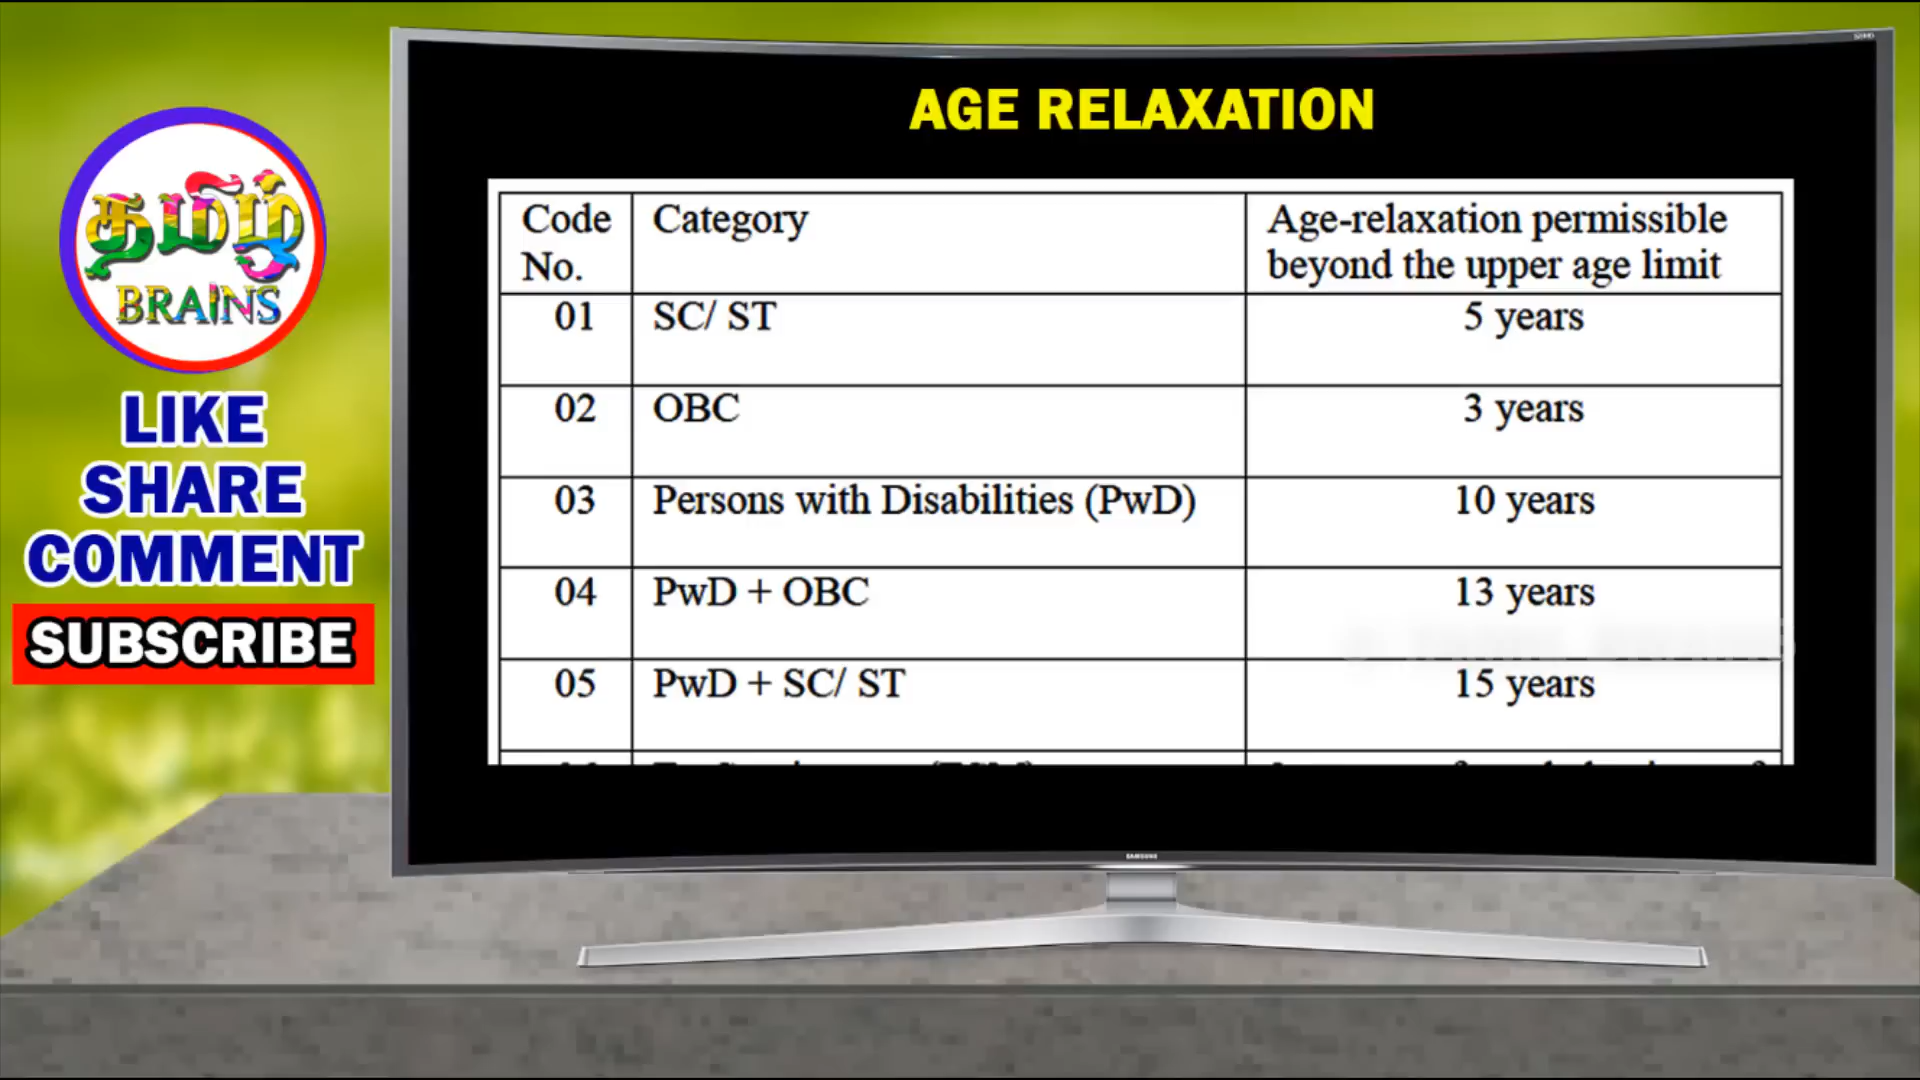 தமிழ்
BRAINS
LIKE
SHARE
COMMENT
SUBSCRIBE
AGE RELAXATION
Code No. Category Age-relaxation permissible beyond the upper age limit
01 SC/ ST 5 years
02 OBC 3 years
03 Persons with Disabilities (PwD) 10 years
04 PwD + OBC 13 years
05 PwD + SC/ ST 15 years
SAMSUNG